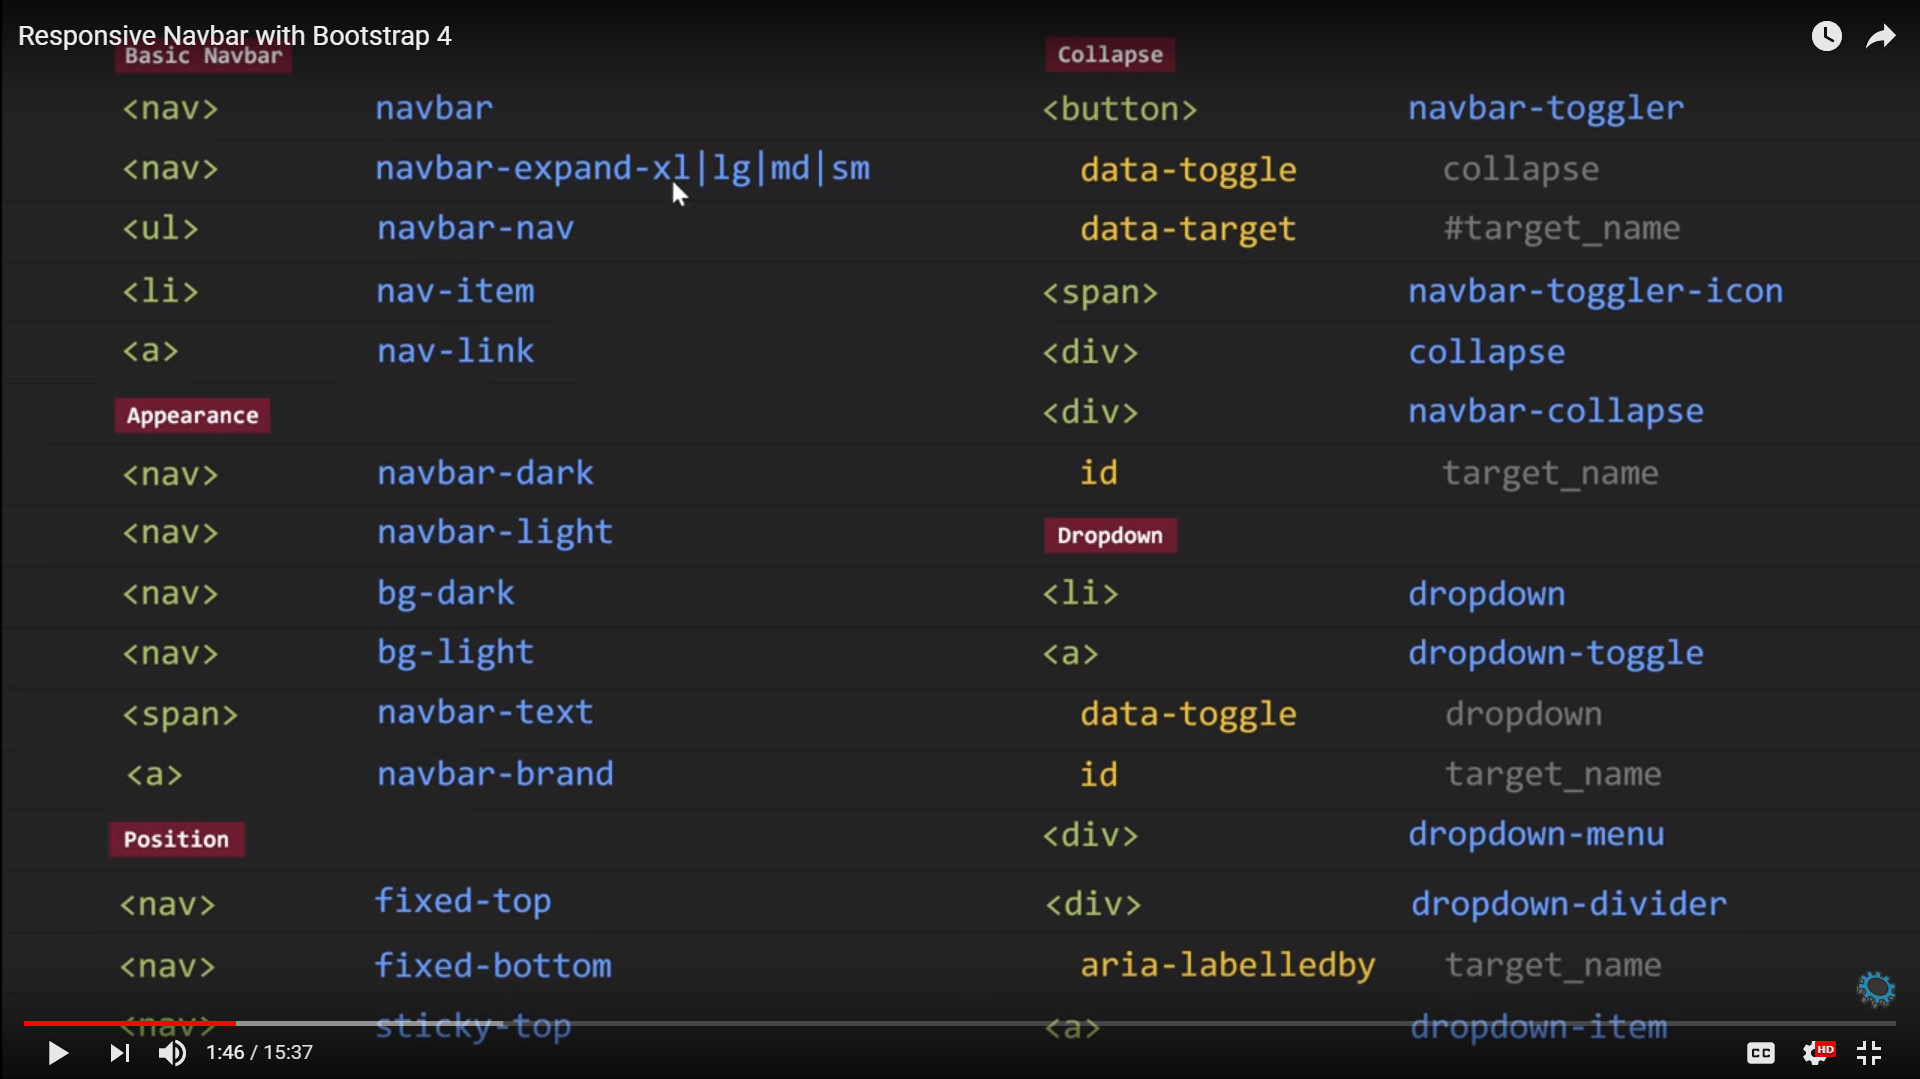 Responsive Navbar with Bootstrap 4
Basic Navbar
<nav> navbar
<nav> navbar-expand-xl|lg|md|sm
<ul> navbar-nav
<li> nav-item
<a> nav-link
Appearance
<nav> navbar-dark
<nav> navbar-light
<nav> bg-dark
<nav> bg-light
<span> navbar-text
<a> navbar-brand
Position
<nav> fixed-top
<nav> fixed-bottom
<nav> sticky-top
Collapse
<button> navbar-toggler
data-toggle collapse
data-target #target_name
<span> navbar-toggler-icon
<div> collapse
<div> navbar-collapse
id target_name
Dropdown
<li> dropdown
<a> dropdown-toggle
data-toggle dropdown
id target_name
<div> dropdown-menu
<div> dropdown-divider
aria-labelledby target_name
<a> dropdown-item
1:46 / 15:37
CC
HD